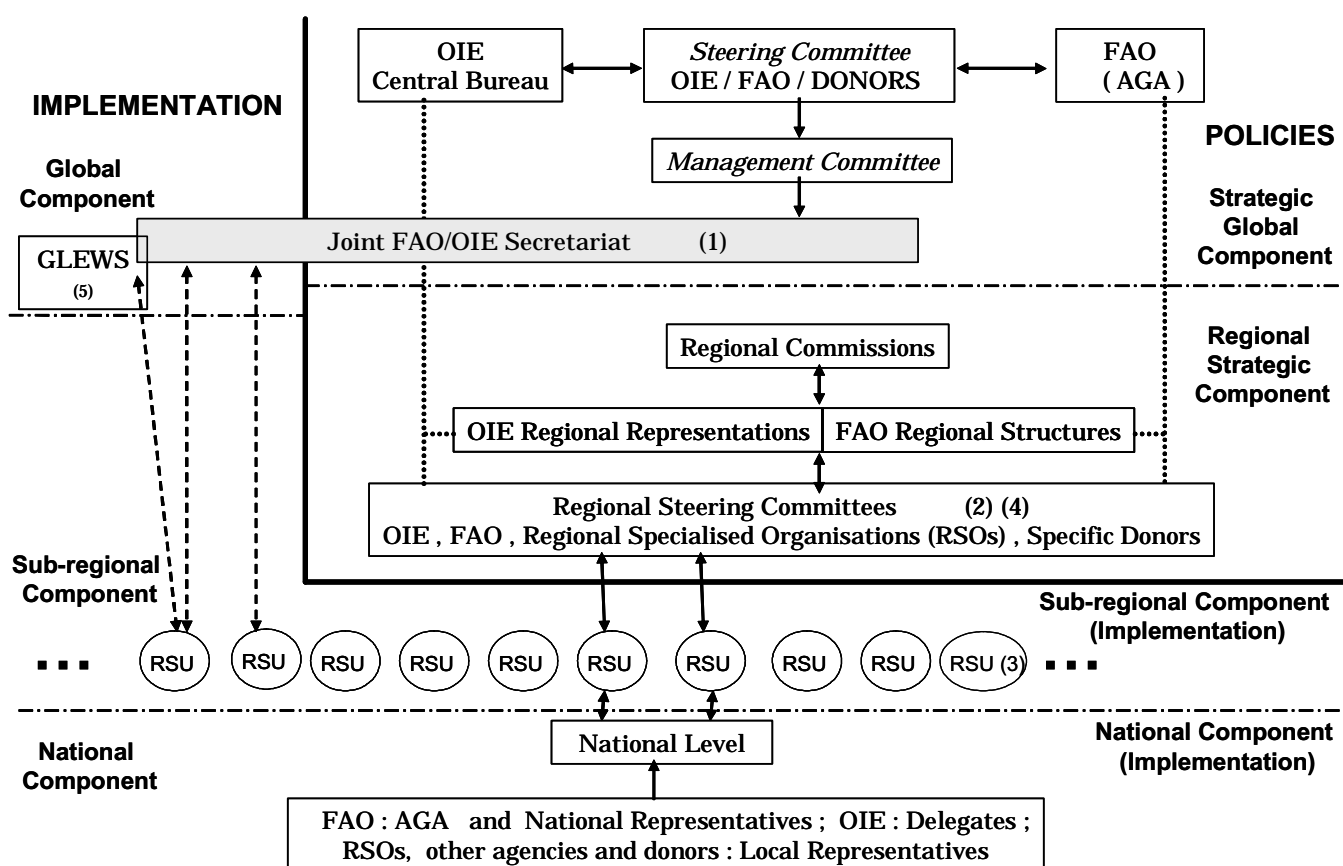 OIE
Central Bureau
Steering Committee
OIE / FAO / DONORS
FAO
( AGA )
IMPLEMENTATION
POLICIES
Management Committee
Global
Component
Strategic
Global
Component
Joint FAO/OIE Secretariat (1)
GLEWS
(5)
Regional Commissions
Regional
Strategic
Component
OIE Regional Representations
FAO Regional Structures
Regional Steering Committees (2) (4)
OIE , FAO , Regional Specialised Organisations (RSOs) , Specific Donors
Sub-regional
Component
Sub-regional Component
(Implementation)
... RSU RSU RSU RSU RSU RSU RSU RSU RSU RSU (3) ...
National
Component
National Level
National Component
(Implementation)
FAO : AGA and National Representatives ; OIE : Delegates ;
RSOs, other agencies and donors : Local Representatives